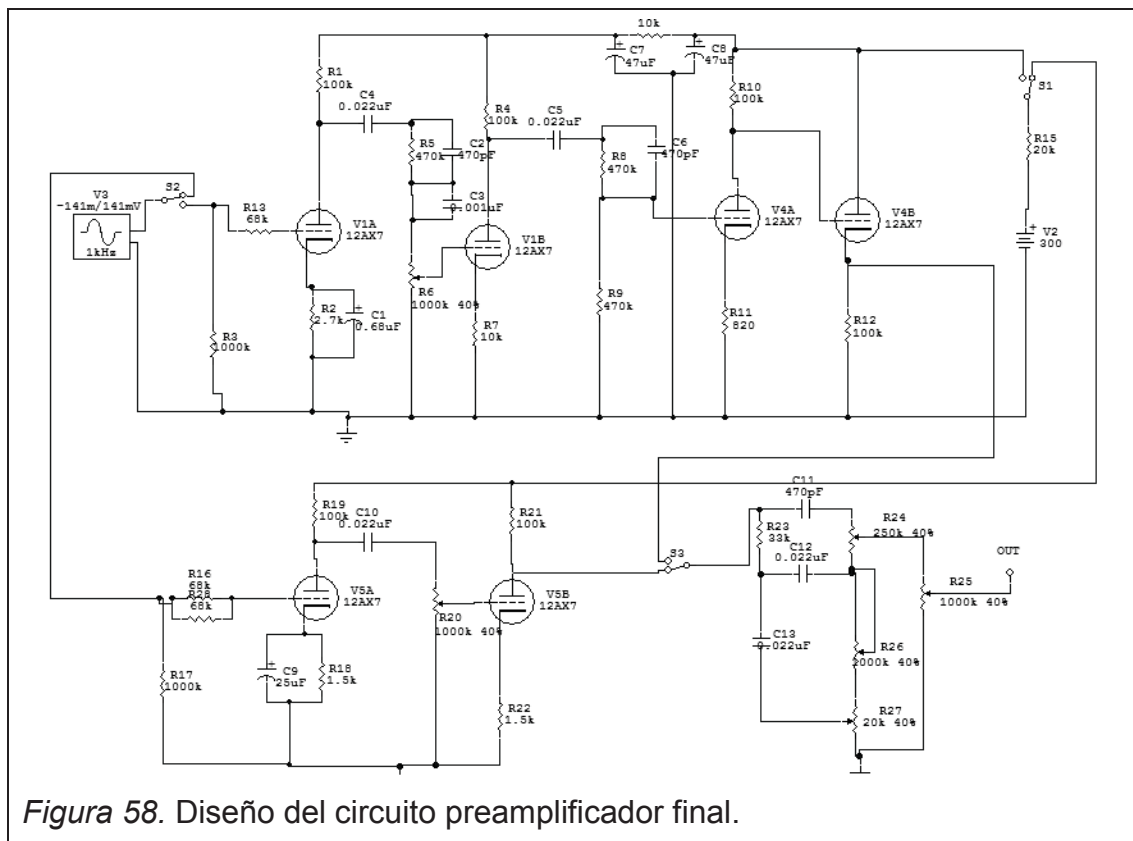 10k
C7
47uF
C8
47uF
R1
100k
C4
0.022uF
R4
100k
C5
0.022uF
R10
100k
S1
R15
20k
R5
470k
C2
470pF
R8
470k
C6
470pF
S2
V3
-141m/141mV
1kHz
R13
68k
C3
0.001uF
V1A
12AX7
V1B
12AX7
V4A
12AX7
V4B
12AX7
V2
300
R6
1000k 40%
R2
2.7k
C1
0.68uF
R3
1000k
R7
10k
R9
470k
R11
820
R12
100k
R19
100k
C10
0.022uF
R21
100k
C11
470pF
R23
33k
R24
250k 40%
C12
0.022uF
S3
OUT
R25
1000k 40%
R16
68k
R28
68k
V5A
12AX7
R20
1000k 40%
V5B
12AX7
C13
0.022uF
R26
40%
R17
1000k
C9
25uF
R18
1.5k
R22
1.5k
R27
20k 40%
Figura 58. Diseño del circuito preamplificador final.